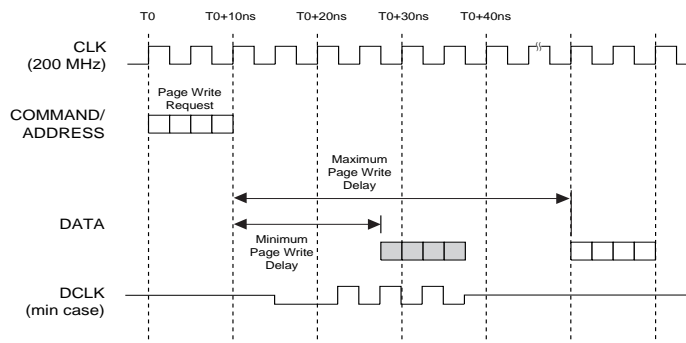 T0 T0+10ns T0+20ns T0+30ns T0+40ns
CLK
(200 MHz)
Page Write
Request
COMMAND/
ADDRESS
Maximum
Page Write
Delay
DATA
Minimum
Page Write
Delay
DCLK
(min case)